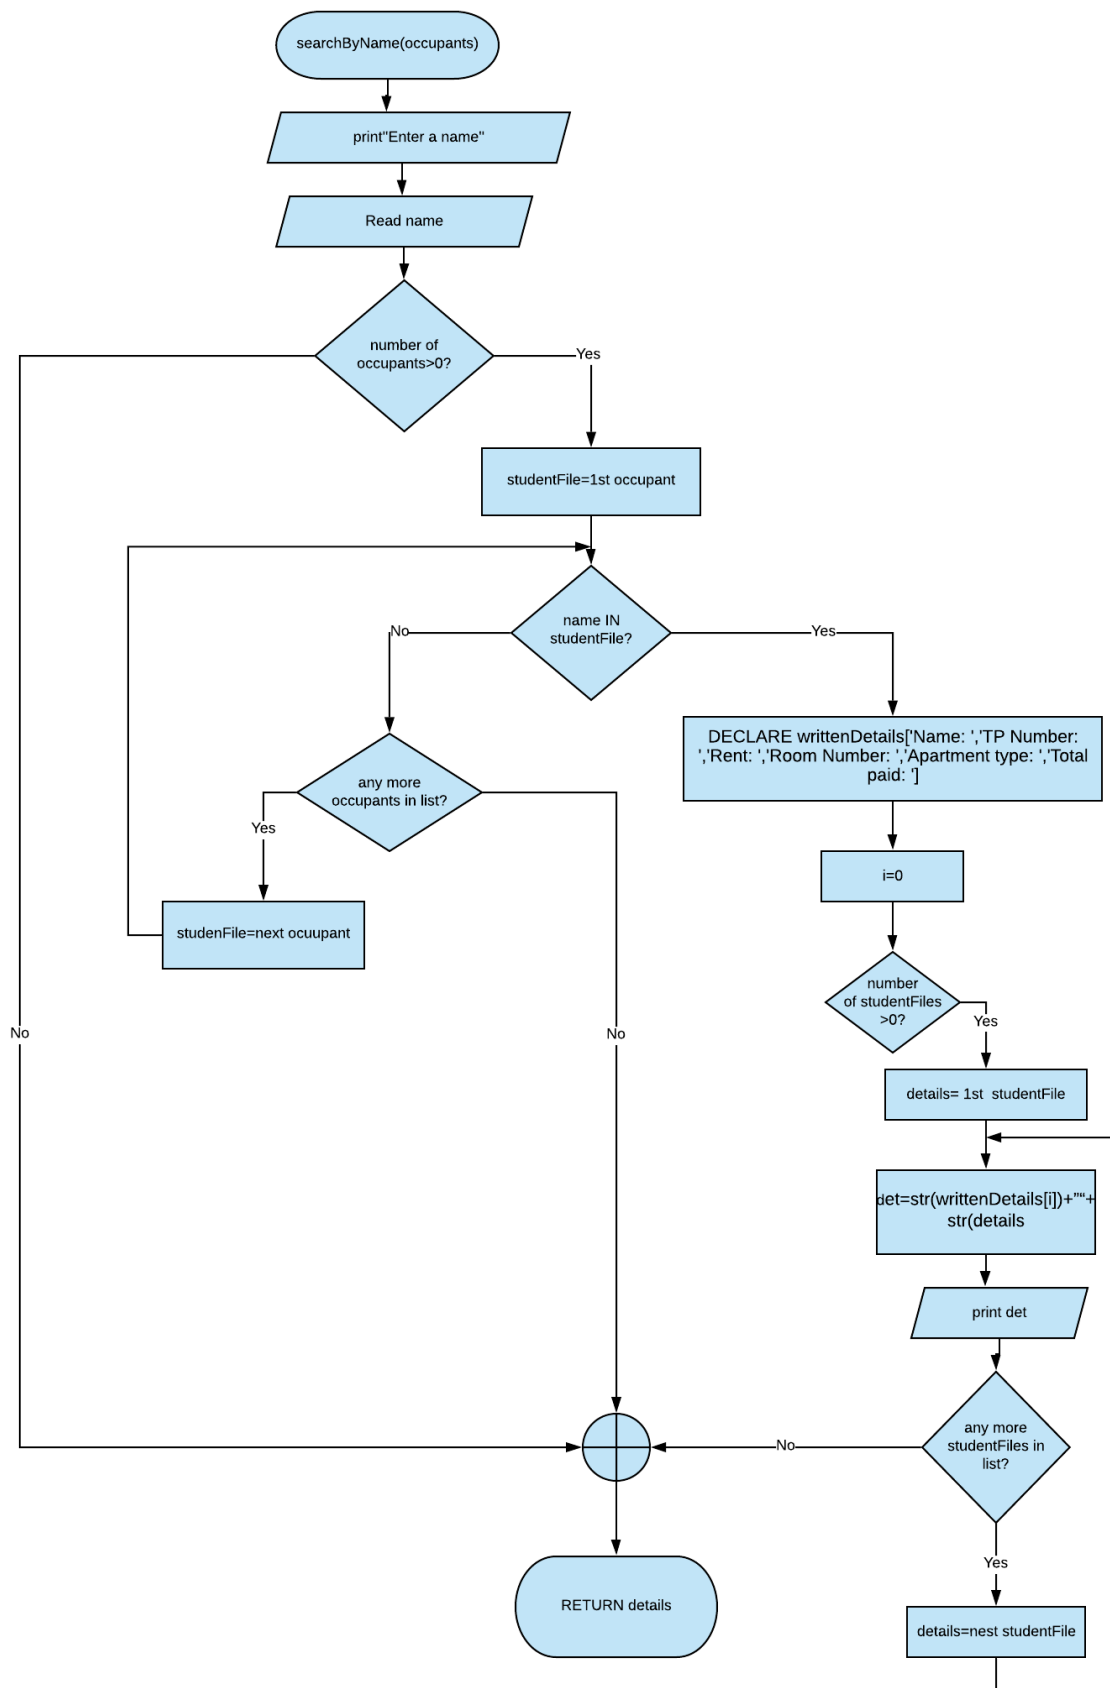 searchByName(occupants)
print"Enter a name"
Read name
number of
occupants>0?
Yes
studentFile=1st occupant
name IN
studentFile?
No
Yes
DECLARE writtenDetails['Name: ','TP Number:
','Rent: ','Room Number: ','Apartment type: ','Total
paid: ']
any more
occupants in list?
Yes
i=0
studenFile=next ocuupant
number
of studentFiles
>0?
Yes
No
No
details= 1st  studentFile
det=str(writtenDetails[i])+”“+
str(details
print det
any more
studentFiles in
list?
No
Yes
RETURN details
details=nest studentFile